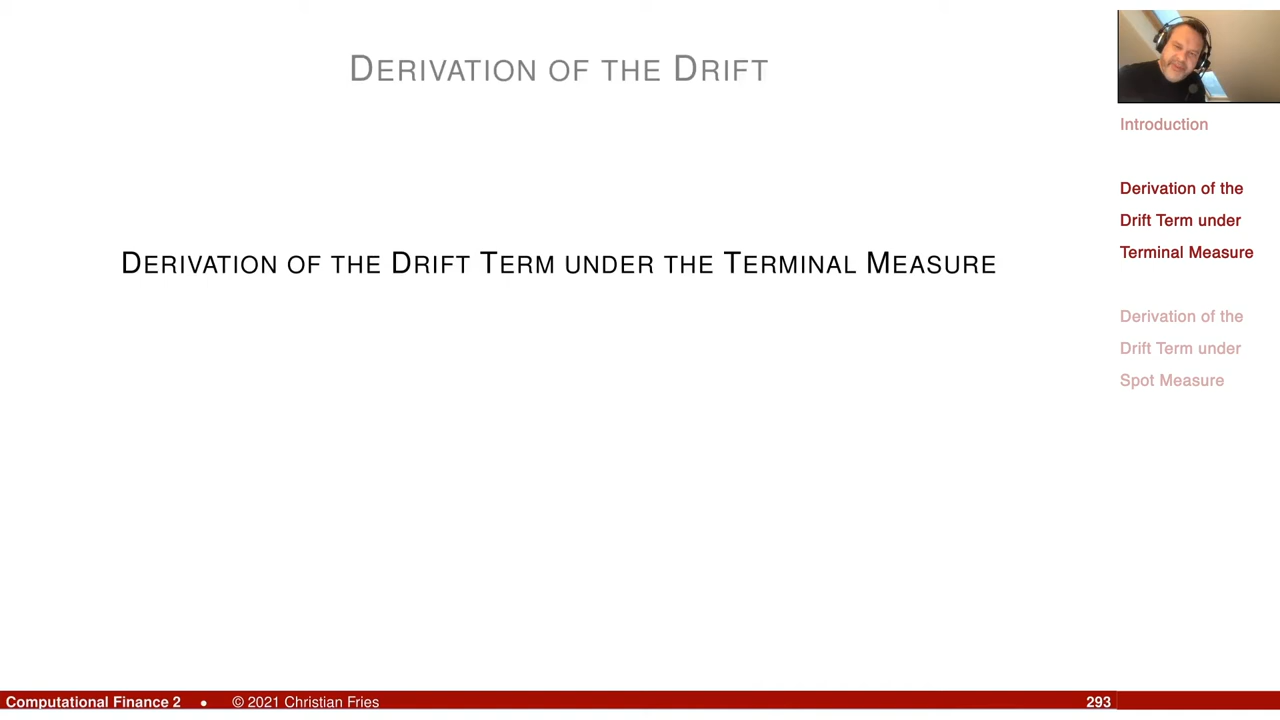 DERIVATION OF THE DRIFT
DERIVATION OF THE DRIFT TERM UNDER THE TERMINAL MEASURE
Introduction
Derivation of the
Drift Term under
Terminal Measure
Derivation of the
Drift Term under
Spot Measure
Computational Finance 2 • © 2021 Christian Fries 293